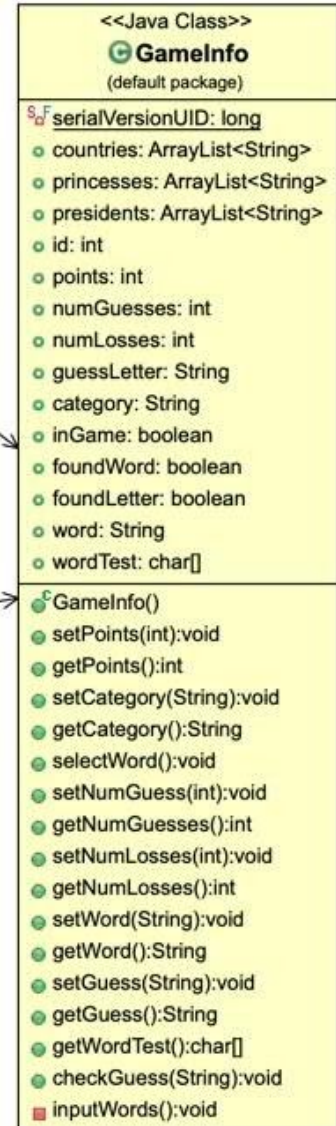 <<Java Class>>
GameInfo
(default package)
serialVersionUID: long
countries: ArrayList<String>
princesses: ArrayList<String>
presidents: ArrayList<String>
id: int
points: int
numGuesses: int
numLosses: int
guessLetter: String
category: String
inGame: boolean
foundWord: boolean
foundLetter: boolean
word: String
wordTest: char[]
GameInfo()
setPoints(int):void
getPoints():int
setCategory(String):void
getCategory():String
selectWord():void
setNumGuess(int):void
getNumGuesses():int
setNumLosses(int):void
getNumLosses():int
setWord(String):void
getWord():String
setGuess(String):void
getGuess():String
getWordTest():char[]
checkGuess(String):void
inputWords():void